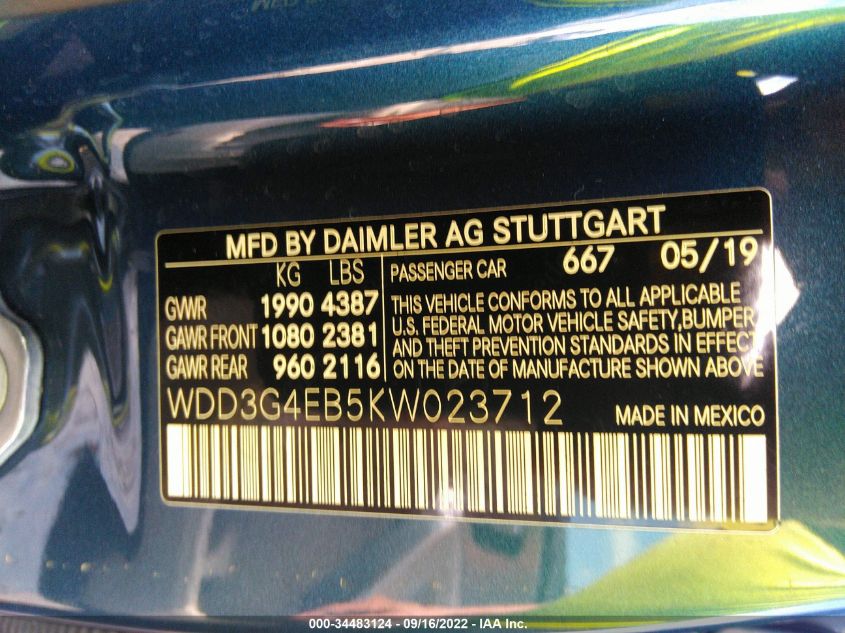 MFD BY DAIMLER AG STUTTGART
KG LBS PASSENGER CAR 667 05/19
GVWR 1990 4387
GAWR FRONT 1080 2381
GAWR REAR 960 2116
THIS VEHICLE CONFORMS TO ALL APPLICABLE
U.S. FEDERAL MOTOR VEHICLE SAFETY,BUMPER,
AND THEFT PREVENTION STANDARDS IN EFFECT
ON THE DATE OF MANUFACTURE SHOWN ABOVE
WDD3G4EB5KW023712 MADE IN MEXICO
000-34483124 - 09/16/2022 - IAA Inc.